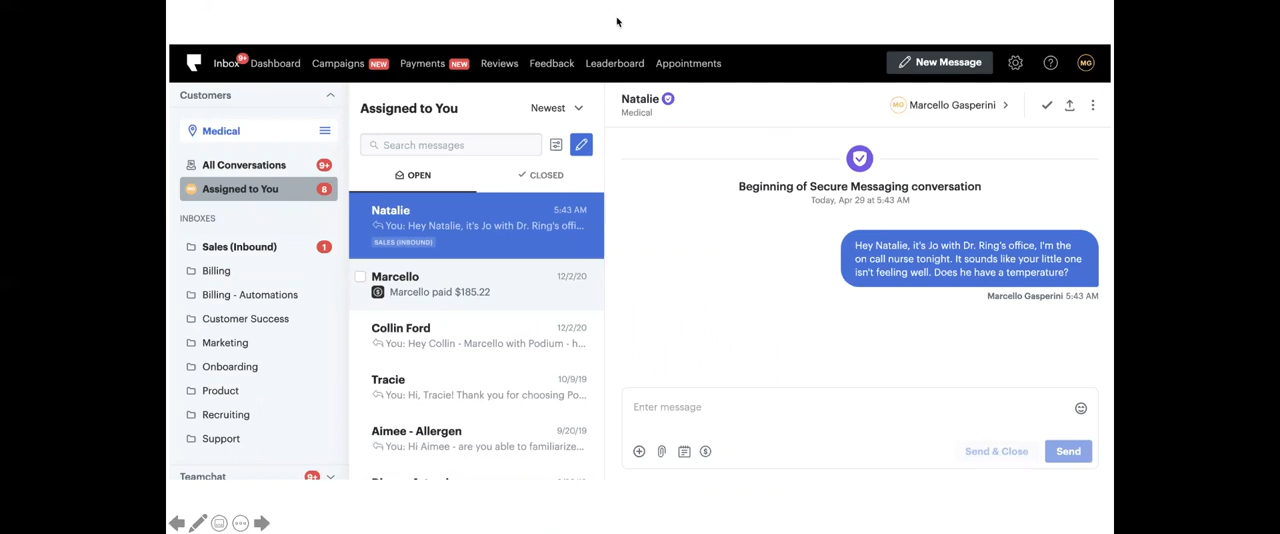 Inbox 9+ Dashboard Campaigns NEW Payments NEW Reviews Feedback Leaderboard Appointments New Message MG
Customers
Medical
All Conversations 9+
MG Assigned to You 8
INBOXES
Sales (Inbound) 1
Billing
Billing - Automations
Customer Success
Marketing
Onboarding
Product
Recruiting
Support
Teamchat 9+
Assigned to You Newest
Search messages
OPEN CLOSED
Natalie 5:43 AM
You: Hey Natalie, it's Jo with Dr. Ring's offi...
SALES (INBOUND)
Marcello 12/2/20
Marcello paid $185.22
Collin Ford 12/2/20
You: Hey Collin - Marcello with Podium - h...
Tracie 10/9/19
You: Hi, Tracie! Thank you for choosing Po...
Aimee - Allergen 9/20/19
You: Hi Aimee - are you able to familiarize...
Natalie
Medical
MG Marcello Gasperini
Beginning of Secure Messaging conversation
Today, Apr 29 at 5:43 AM
Hey Natalie, it's Jo with Dr. Ring's office, I'm the
on call nurse tonight. It sounds like your little one
isn't feeling well. Does he have a temperature?
Marcello Gasperini 5:43 AM
Enter message
Send & Close Send